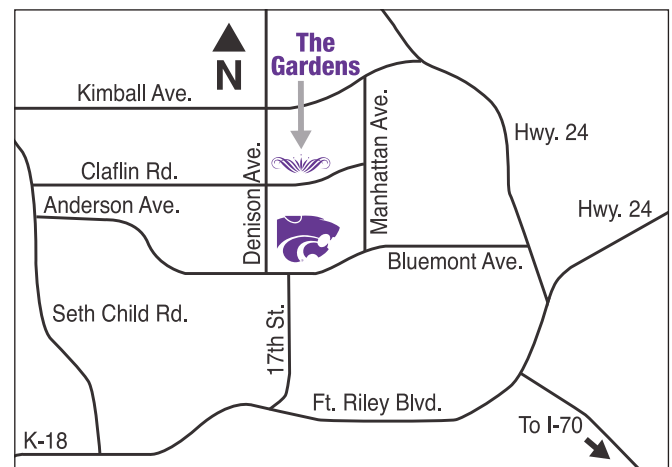 The
Gardens
N
Kimball Ave.
Hwy. 24
Claflin Rd.
Denison Ave.
Manhattan Ave.
Anderson Ave.
Hwy. 24
Bluemont Ave.
Seth Child Rd.
17th St.
Ft. Riley Blvd.
To I-70
K-18